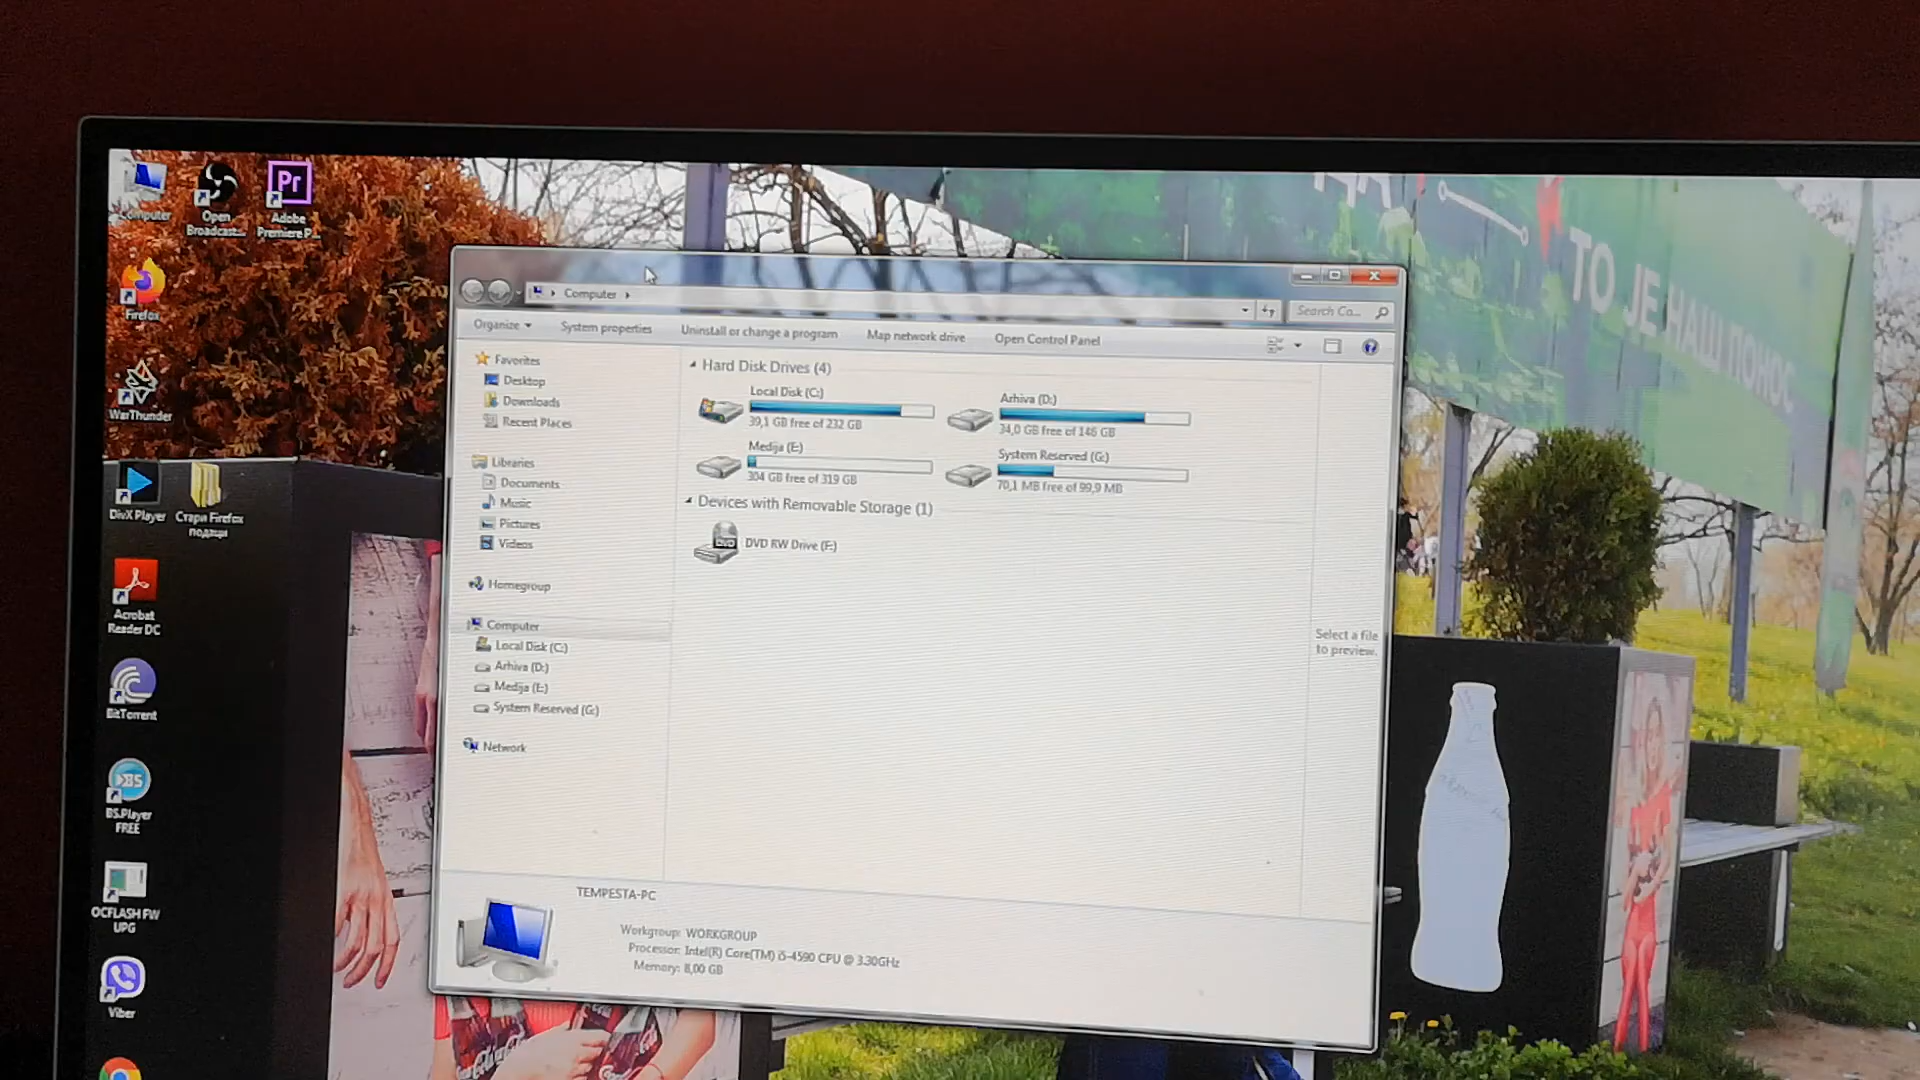 Computer
Open
Broadcast...
Pr
Adobe
Premiere P...
Firefox
WarThunder
DivX Player
Стари Firefox
подаци
Acrobat
Reader DC
BitTorrent
BS
BS.Player
FREE
OCFLASH FW
UPG
Viber
ТО ЈЕ НАШ ПОНОС
Computer
Search Co...
Organize
System properties
Uninstall or change a program
Map network drive
Open Control Panel
Favorites
Desktop
Downloads
Recent Places
Libraries
Documents
Music
Pictures
Videos
Homegroup
Computer
Local Disk (C:)
Arhiva (D:)
Medija (E:)
System Reserved (G:)
Network
Hard Disk Drives (4)
Local Disk (C:)
39,1 GB free of 232 GB
Arhiva (D:)
34,0 GB free of 146 GB
Medija (E:)
304 GB free of 319 GB
System Reserved (G:)
70,1 MB free of 99,9 MB
Devices with Removable Storage (1)
DVD
DVD RW Drive (F:)
Select a file
to preview.
TEMPESTA-PC
Workgroup: WORKGROUP
Processor: Intel(R) Core(TM) i5-4590 CPU @ 3.30GHz
Memory: 8,00 GB